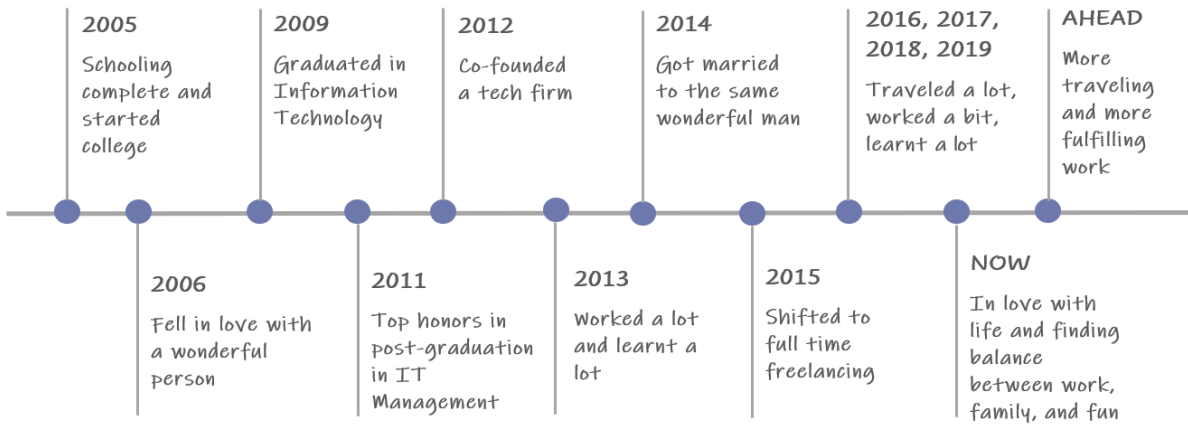 2005
Schooling
complete and
started
college
2006
Fell in love with
a wonderful
person
2009
Graduated in
Information
Technology
2011
Top honors in
post-graduation
in IT
Management
2012
Co-founded
a tech firm
2013
Worked a lot
and learnt a
lot
2014
Got married
to the same
wonderful man
2015
Shifted to
full time
freelancing
2016, 2017,
2018, 2019
Traveled a lot,
worked a bit,
learnt a lot
NOW
In love with
life and finding
balance
between work,
family, and fun
AHEAD
More
traveling
and more
fulfilling
work